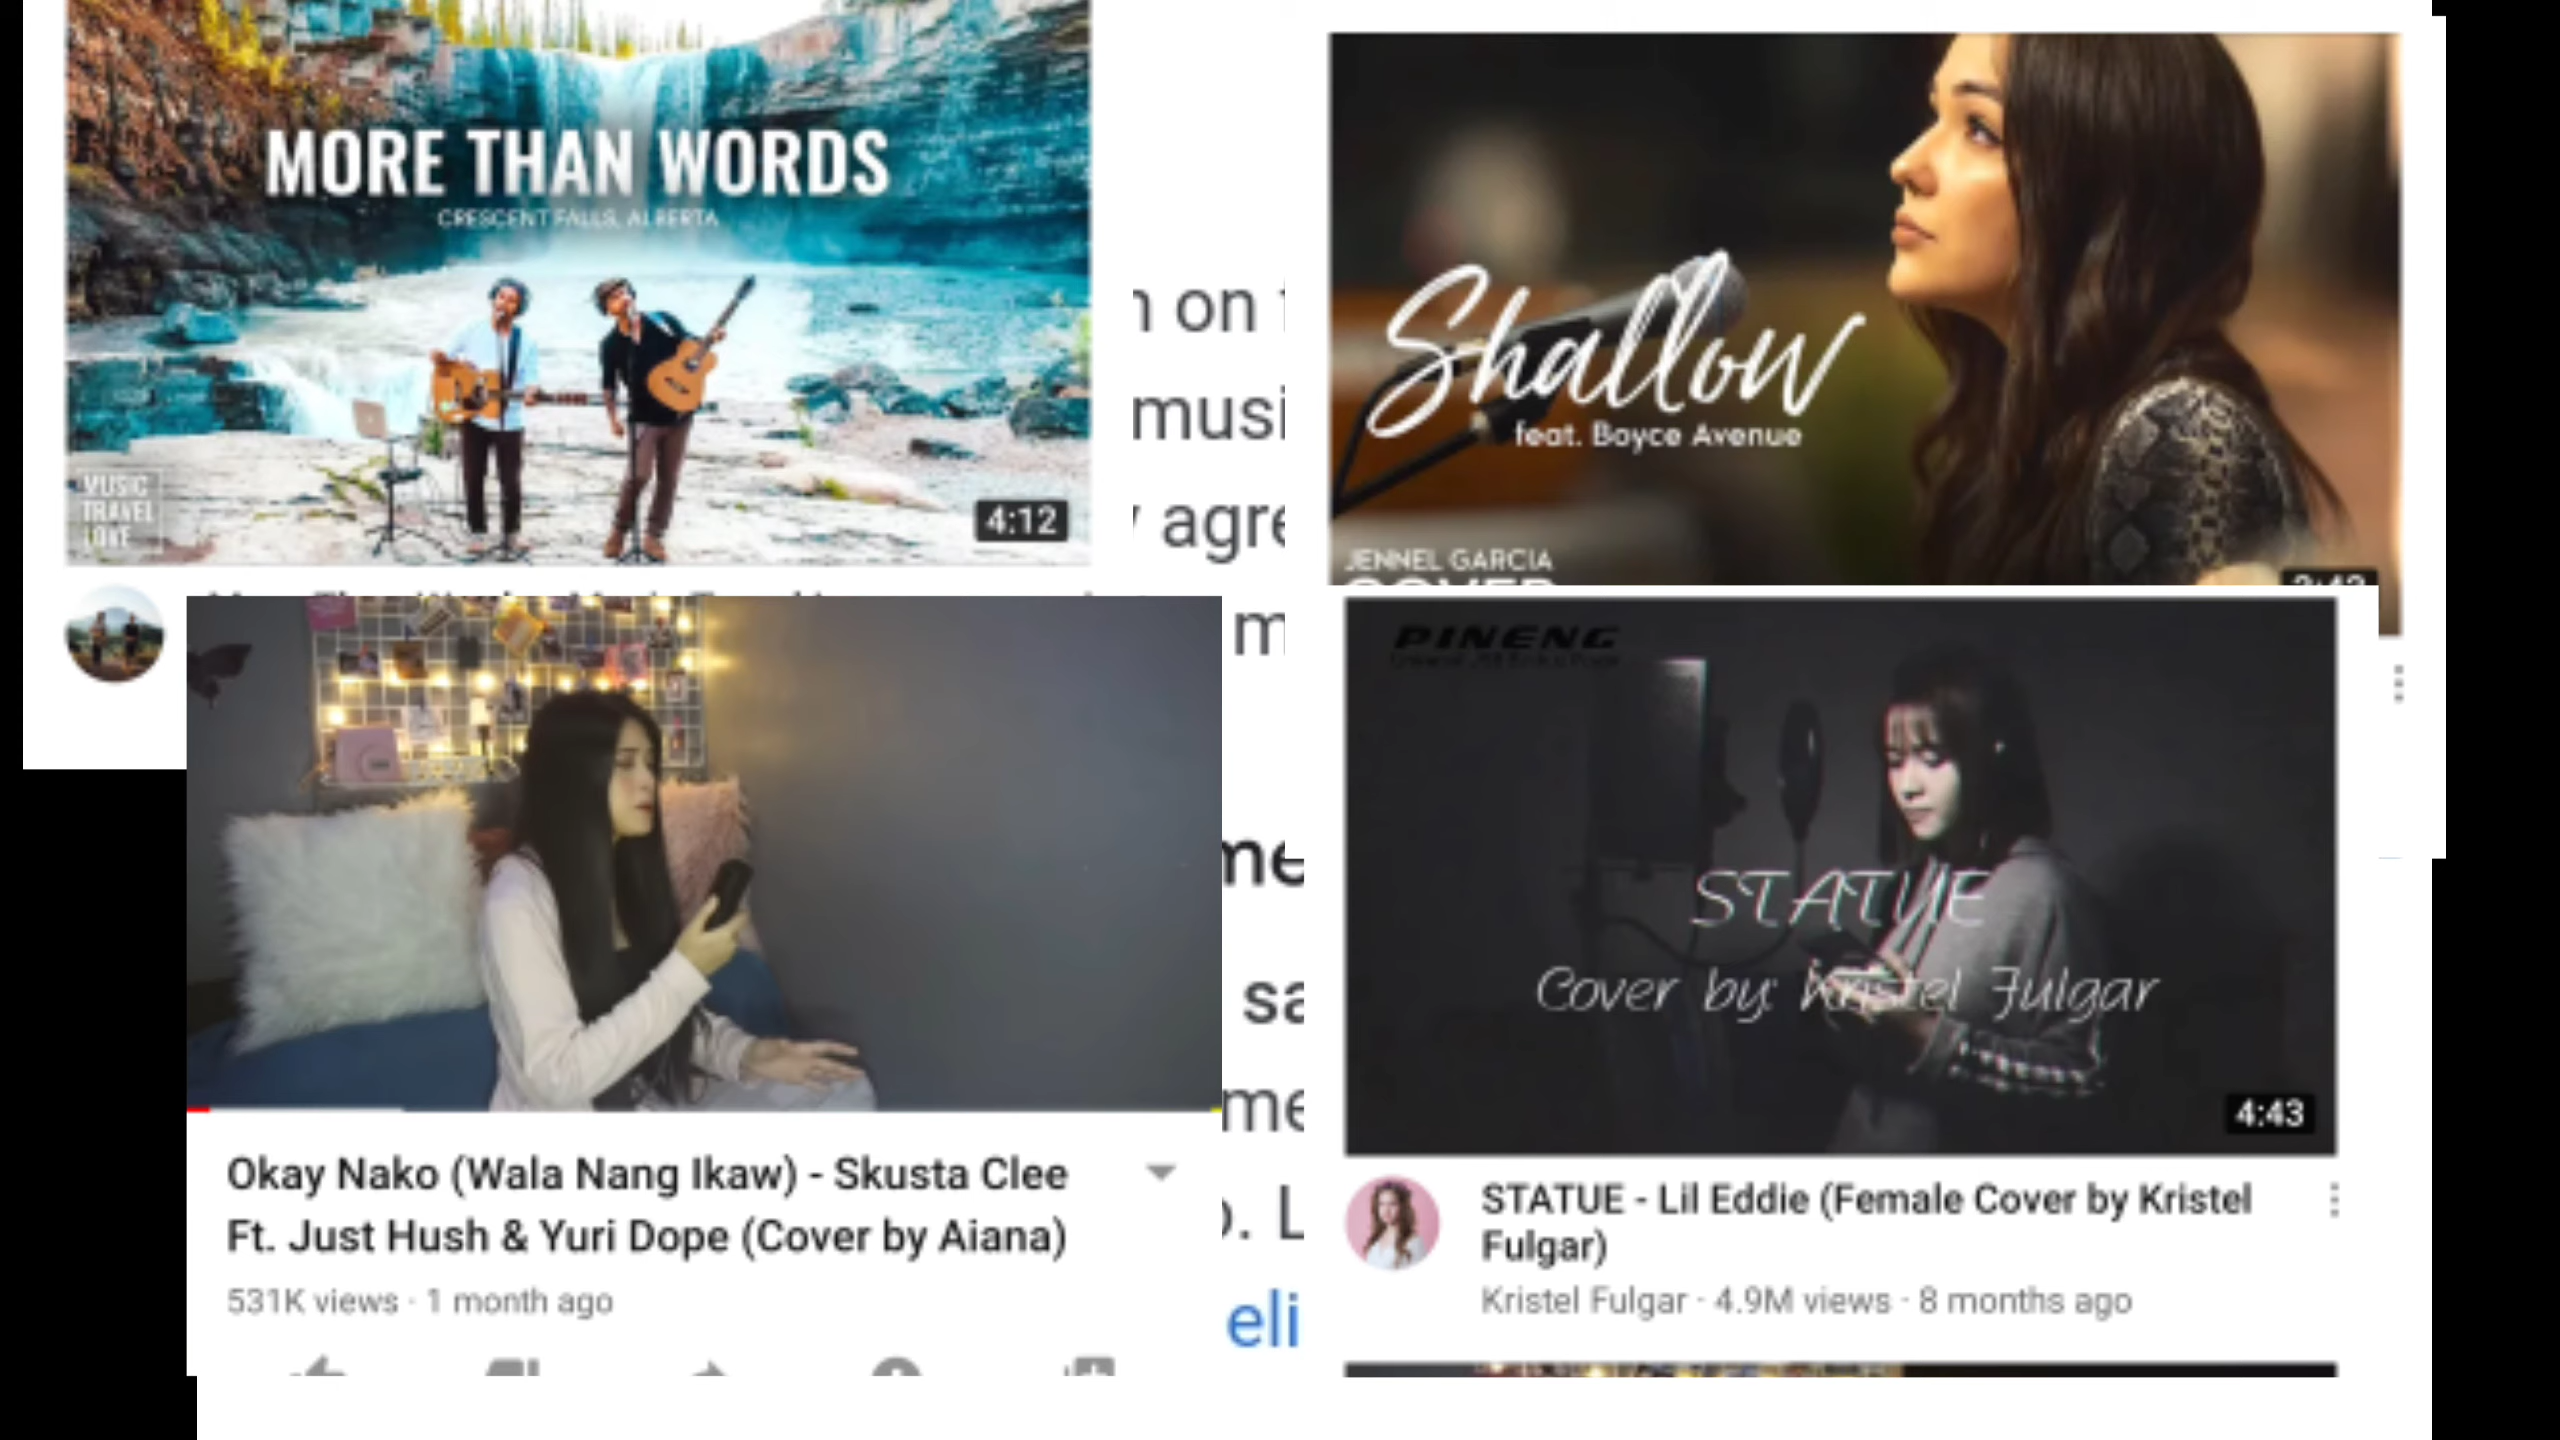 MORE THAN WORDS
CRESCENT FALLS, ALBERTA
MUSIC
TRAVEL
LOVE
4:12
n on
musi
agre
m
me
sa
me
. L
eli
Shallow
feat. Boyce Avenue
JENNEL GARCIA
COVER
3:43
Okay Nako (Wala Nang Ikaw) - Skusta Clee
Ft. Just Hush & Yuri Dope (Cover by Aiana)
531K views · 1 month ago
PINENG
STATUE
Cover by: Kristel Fulgar
4:43
STATUE - Lil Eddie (Female Cover by Kristel
Fulgar)
Kristel Fulgar · 4.9M views · 8 months ago